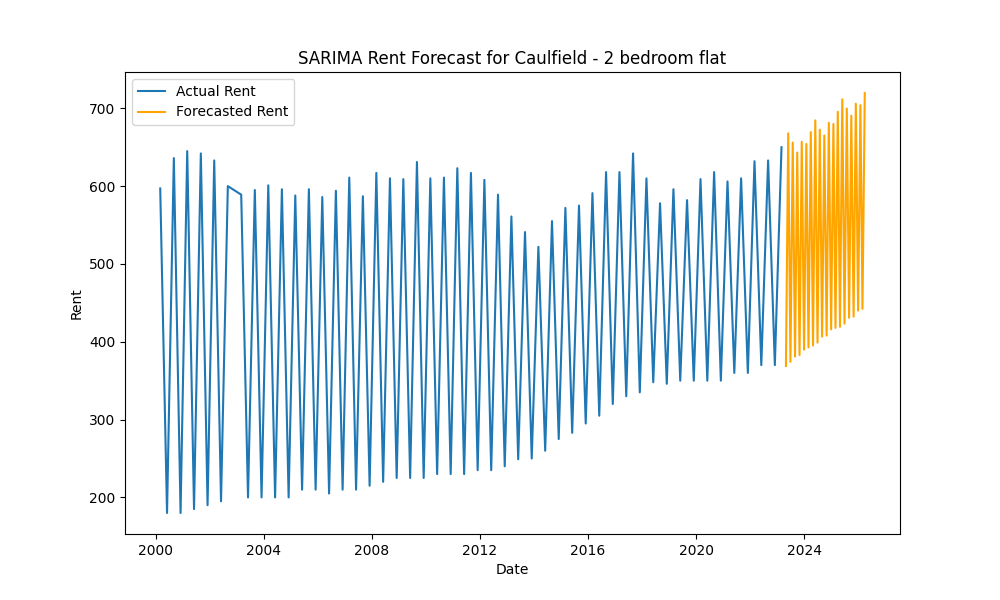 SARIMA Rent Forecast for Caulfield - 2 bedroom flat
Actual Rent
Forecasted Rent
700
600
500
400
300
200
Rent
2000 2004 2008 2012 2016 2020 2024
Date